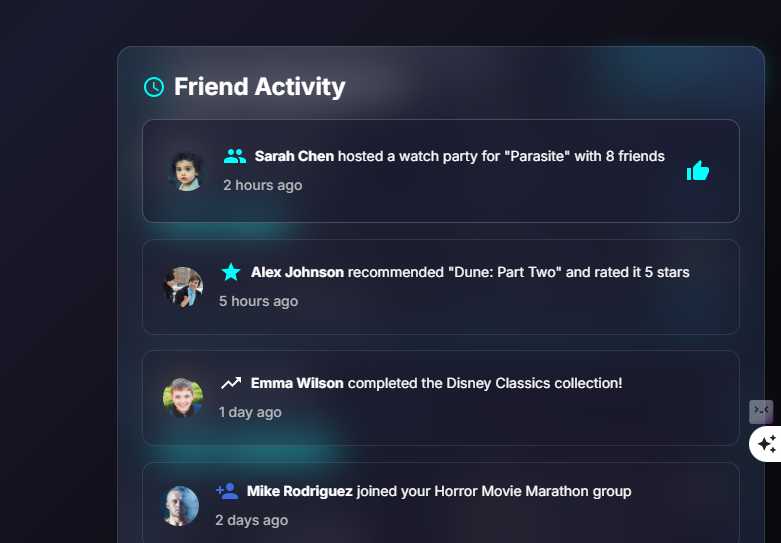 Friend Activity
Sarah Chen hosted a watch party for "Parasite" with 8 friends
2 hours ago
Alex Johnson recommended "Dune: Part Two" and rated it 5 stars
5 hours ago
Emma Wilson completed the Disney Classics collection!
1 day ago
Mike Rodriguez joined your Horror Movie Marathon group
2 days ago